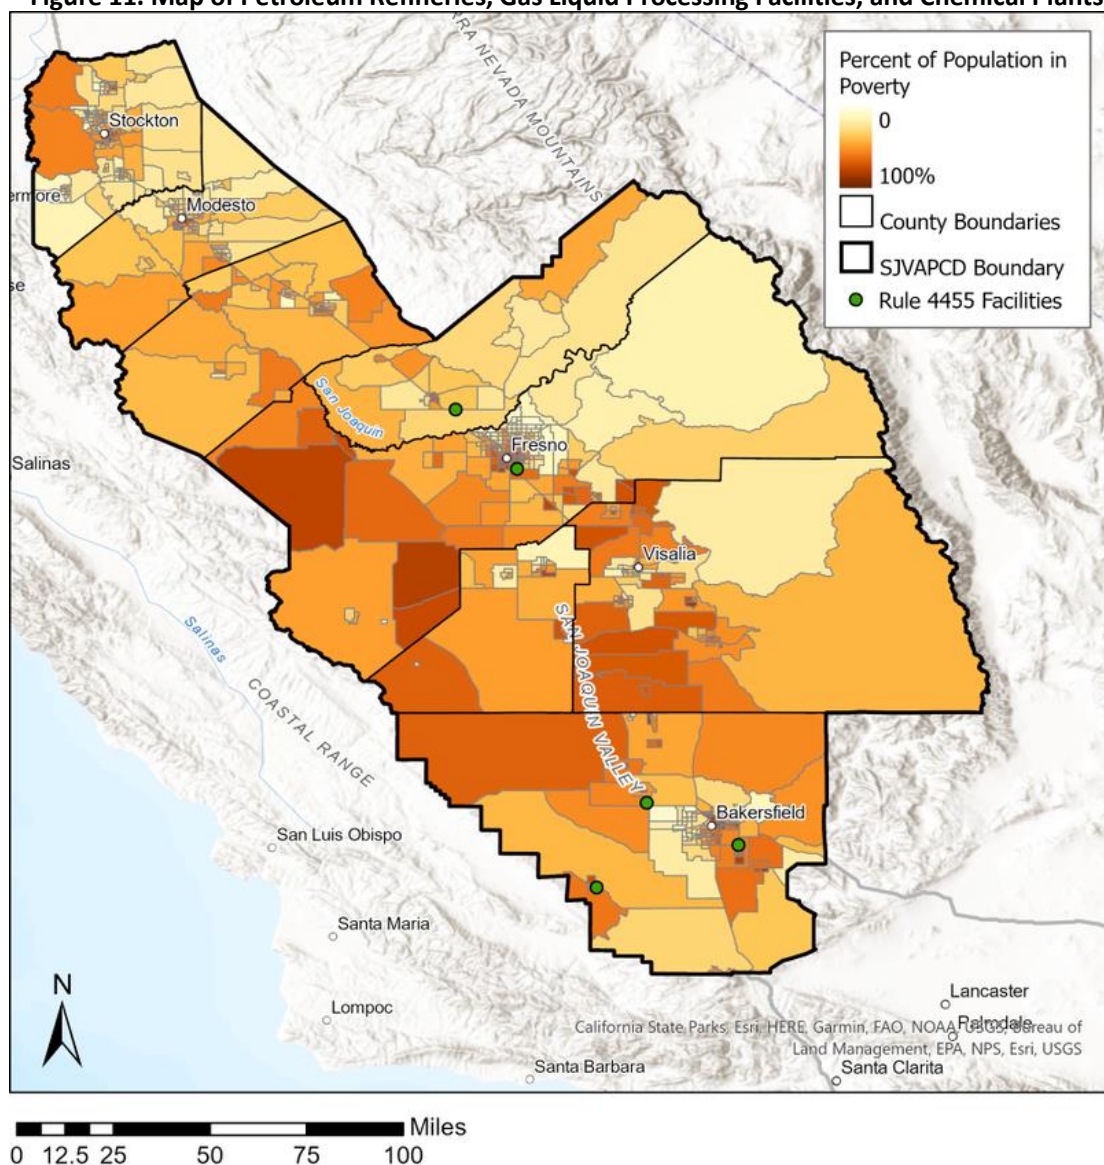 Figure 11: Map of Petroleum Refineries, Gas Liquid Processing Facilities, and Chemical Plants
RRA NEVADA MOUNTAINS
Percent of Population in
Poverty
0
100%
County Boundaries
SJVAPCD Boundary
Rule 4455 Facilities
Stockton
ermore
Modesto
se
San Joaquin
Fresno
Salinas
Visalia
SAN JOAQUIN VALLEY
Salinas
COASTAL RANGE
Bakersfield
San Luis Obispo
Santa Maria
N
Lompoc
Lancaster
Palmdale
California State Parks, Esri, HERE, Garmin, FAO, NOAA, USGS, Bureau of
Land Management, EPA, NPS, Esri, USGS
Santa Barbara
Santa Clarita
Miles
0 12.5 25 50 75 100